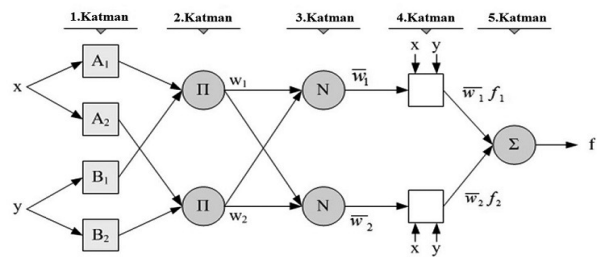 1.Katman 2.Katman 3.Katman 4.Katman 5.Katman
x y
A1 w1 w̅1
x Π N w̅1 f1
A2
Σ f
B1
y Π N w̅2 f2
B2 w2 w̅2
x y